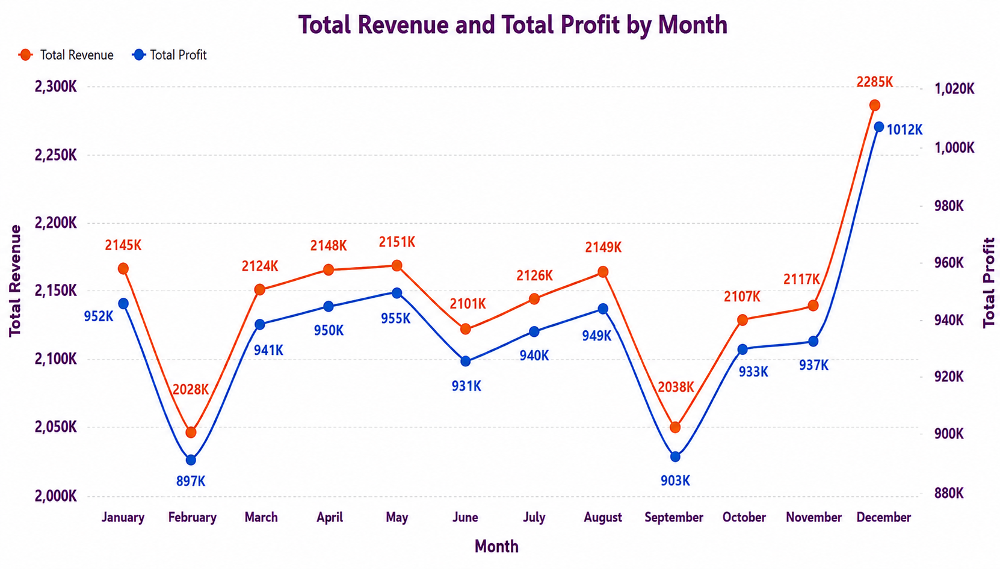 Total Revenue and Total Profit by Month
Total Revenue Total Profit
2,300K
2,250K
2,200K
2,150K
2,100K
2,050K
2,000K
Total Revenue
1,020K
1,000K
980K
960K
940K
920K
900K
880K
Total Profit
2145K
2028K
2124K
2148K
2151K
2101K
2126K
2149K
2038K
2107K
2117K
2285K
952K
897K
941K
950K
955K
931K
940K
949K
903K
933K
937K
1012K
January February March April May June July August September October November December
Month